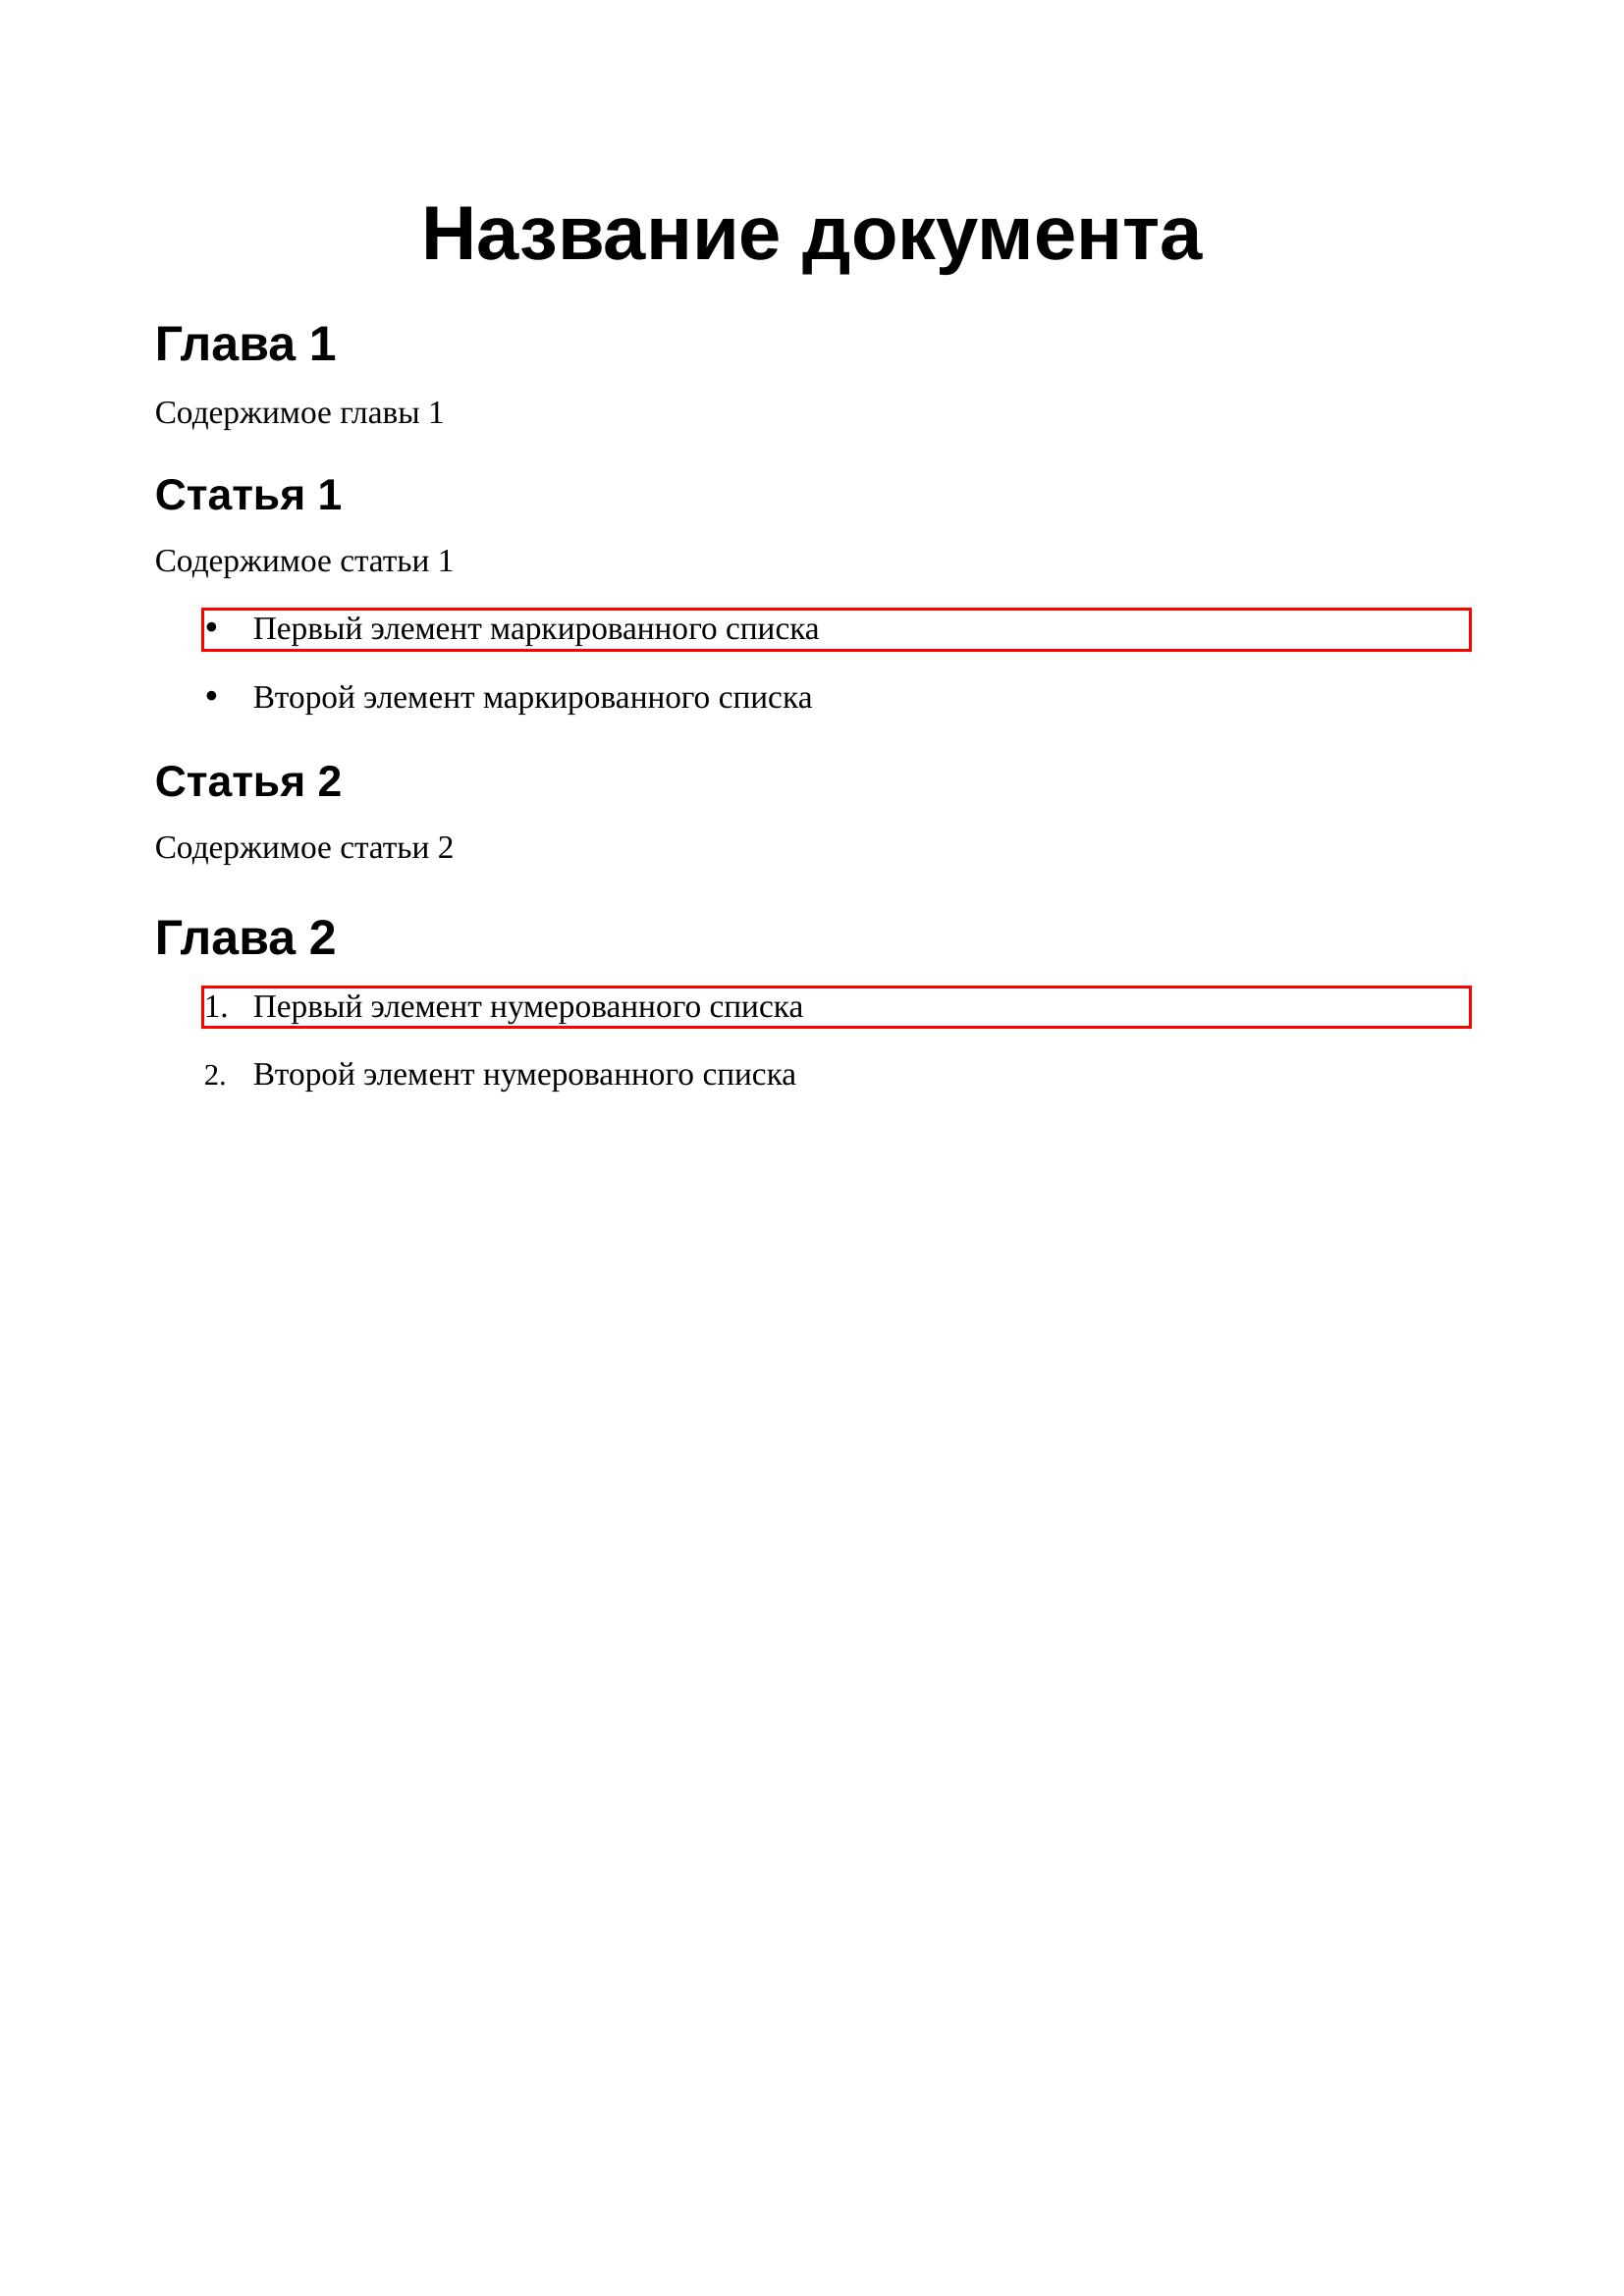 Название документа
Глава 1
Содержимое главы 1
Статья 1
Содержимое статьи 1
• Первый элемент маркированного списка
• Второй элемент маркированного списка
Статья 2
Содержимое статьи 2
Глава 2
1. Первый элемент нумерованного списка
2. Второй элемент нумерованного списка